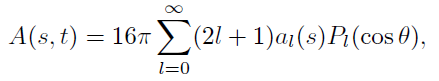 A(s, t) = 16π ∑_{l=0}^{∞} (2l + 1)a_l(s)P_l(cos θ),